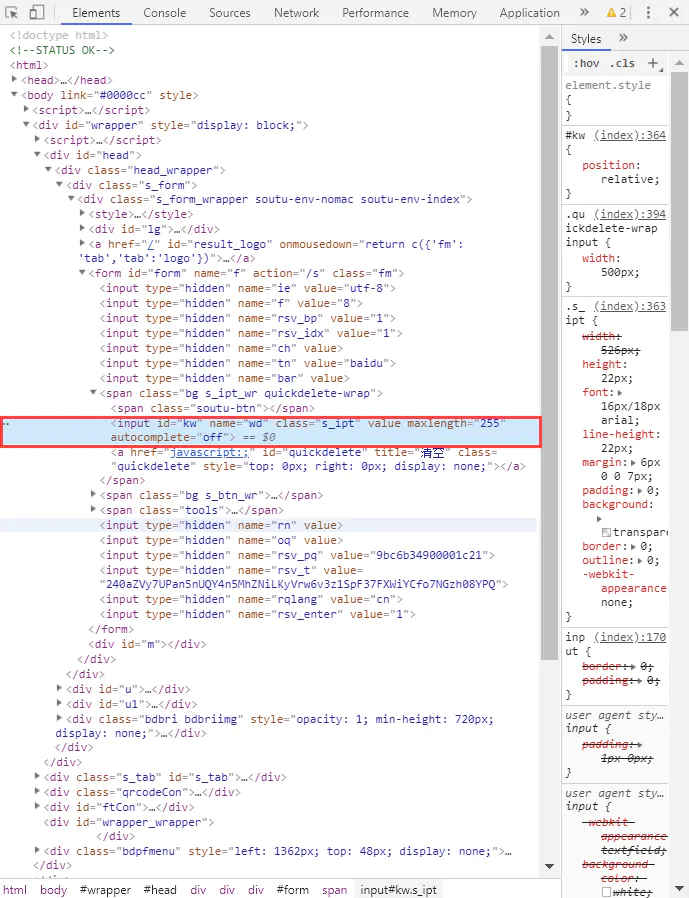 Elements Console Sources Network Performance Memory Application » 2
<!doctype html>
<!--STATUS OK-->
<html>
<head>…</head>
<body link="#0000cc" style>
<script>…</script>
<div id="wrapper" style="display: block;">
<script>…</script>
<div id="head">
<div class="head_wrapper">
<div class="s_form">
<div class="s_form_wrapper soutu-env-nomac soutu-env-index">
<style>…</style>
<div id="lg">…</div>
<a href="/" id="result_logo" onmousedown="return c({'fm':
'tab','tab':'logo'})">…</a>
<form id="form" name="f" action="/s" class="fm">
<input type="hidden" name="ie" value="utf-8">
<input type="hidden" name="f" value="8">
<input type="hidden" name="rsv_bp" value="1">
<input type="hidden" name="rsv_idx" value="1">
<input type="hidden" name="ch" value>
<input type="hidden" name="tn" value="baidu">
<input type="hidden" name="bar" value>
<span class="bg s_ipt_wr quickdelete-wrap">
<span class="soutu-btn"></span>
… <input id="kw" name="wd" class="s_ipt" value maxlength="255"
autocomplete="off"> == $0
<a href="javascript:;" id="quickdelete" title="清空" class=
"quickdelete" style="top: 0px; right: 0px; display: none;"></a>
</span>
<span class="bg s_btn_wr">…</span>
<span class="tools">…</span>
<input type="hidden" name="rn" value>
<input type="hidden" name="oq" value>
<input type="hidden" name="rsv_pq" value="9bc6b34900001c21">
<input type="hidden" name="rsv_t" value=
"240aZVy7UPan5nUQY4n5MhZNiLKyVrw6v3z1SpF37FXWiYCfo7NGzh08YPQ">
<input type="hidden" name="rqlang" value="cn">
<input type="hidden" name="rsv_enter" value="1">
</form>
<div id="m"></div>
</div>
</div>
<div id="u">…</div>
<div id="u1">…</div>
<div class="bdbri bdbriimg" style="opacity: 1; min-height: 720px;
display: none;">…</div>
</div>
</div>
<div class="s_tab" id="s_tab">…</div>
<div class="qrcodeCon">…</div>
<div id="ftCon">…</div>
<div id="wrapper_wrapper">
</div>
<div class="bdpfmenu" style="left: 1362px; top: 48px; display: none;">…
</div>
html body #wrapper #head div div div #form span input#kw.s_ipt
Styles »
:hov .cls +
element.style
{
}
#kw (index):364
{
position:
relative;
}
.qu (index):394
ickdelete-wrap
input {
width:
500px;
}
.s_ (index):363
ipt {
width:
526px;
height:
22px;
font:
16px/18px
arial;
line-height:
22px;
margin: 6px
0 0 7px;
padding: 0;
background:
transpare
border: 0;
outline: 0;
-webkit-
appearance
none;
}
inp (index):170
ut {
border: 0;
padding: 0;
}
user agent sty…
input {
padding:
1px 0px;
}
user agent sty…
input {
-webkit-
appearance
textfield;
background-
color:
white;